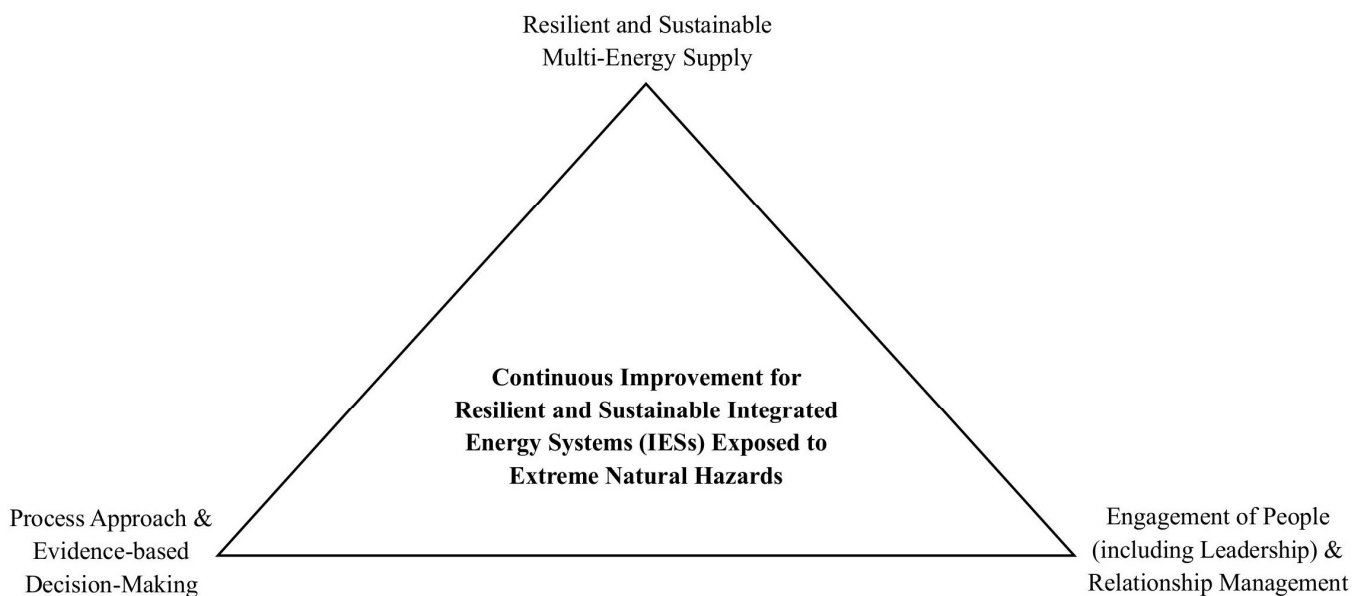 Resilient and Sustainable
Multi-Energy Supply
Continuous Improvement for
Resilient and Sustainable Integrated
Energy Systems (IESs) Exposed to
Extreme Natural Hazards
Process Approach &
Evidence-based
Decision-Making
Engagement of People
(including Leadership) &
Relationship Management